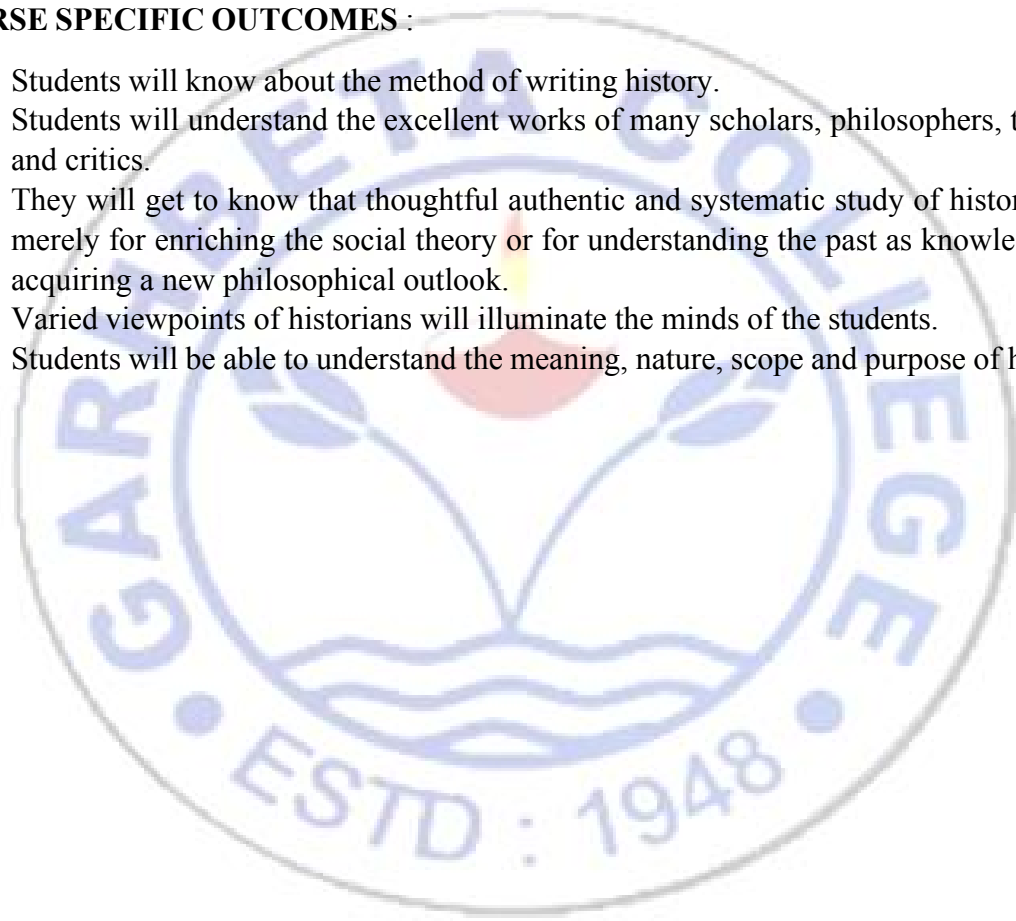 RSE SPECIFIC OUTCOMES :
Students will know about the method of writing history.
Students will understand the excellent works of many scholars, philosophers, t
and critics.
They will get to know that thoughtful authentic and systematic study of histor
merely for enriching the social theory or for understanding the past as knowle
acquiring a new philosophical outlook.
Varied viewpoints of historians will illuminate the minds of the students.
Students will be able to understand the meaning, nature, scope and purpose of h
GARHBETA COLLEGE
ESTD : 1948